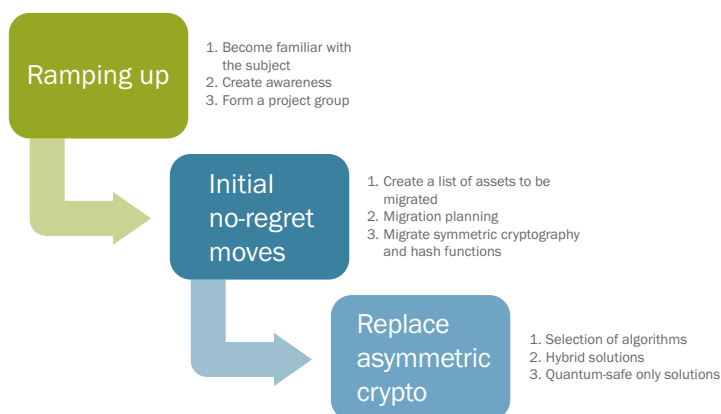 Ramping up
1. Become familiar with
the subject
2. Create awareness
3. Form a project group
Initial
no-regret
moves
1. Create a list of assets to be
migrated
2. Migration planning
3. Migrate symmetric cryptography
and hash functions
Replace
asymmetric
crypto
1. Selection of algorithms
2. Hybrid solutions
3. Quantum-safe only solutions